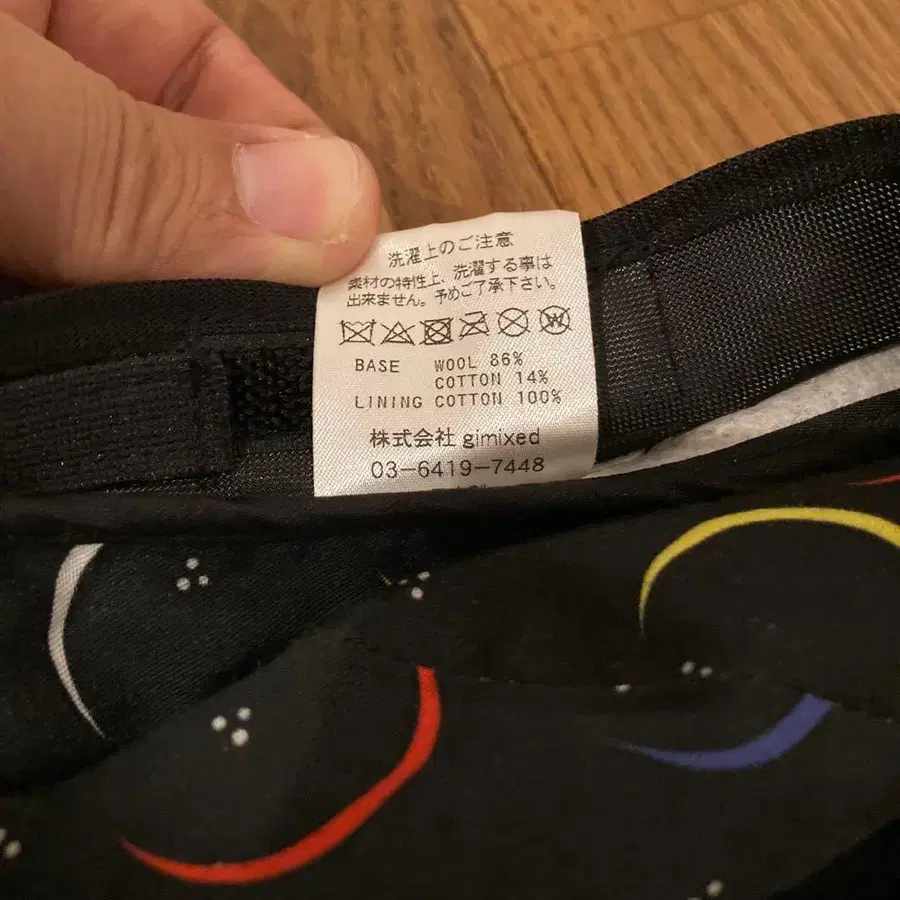 洗濯上のご注意
素材の特性上、洗濯する事は
出来ません。予めご了承下さい。
W
BASE WOOL 86%
COTTON 14%
LINING COTTON 100%
株式会社 gimixed
03-6419-7448